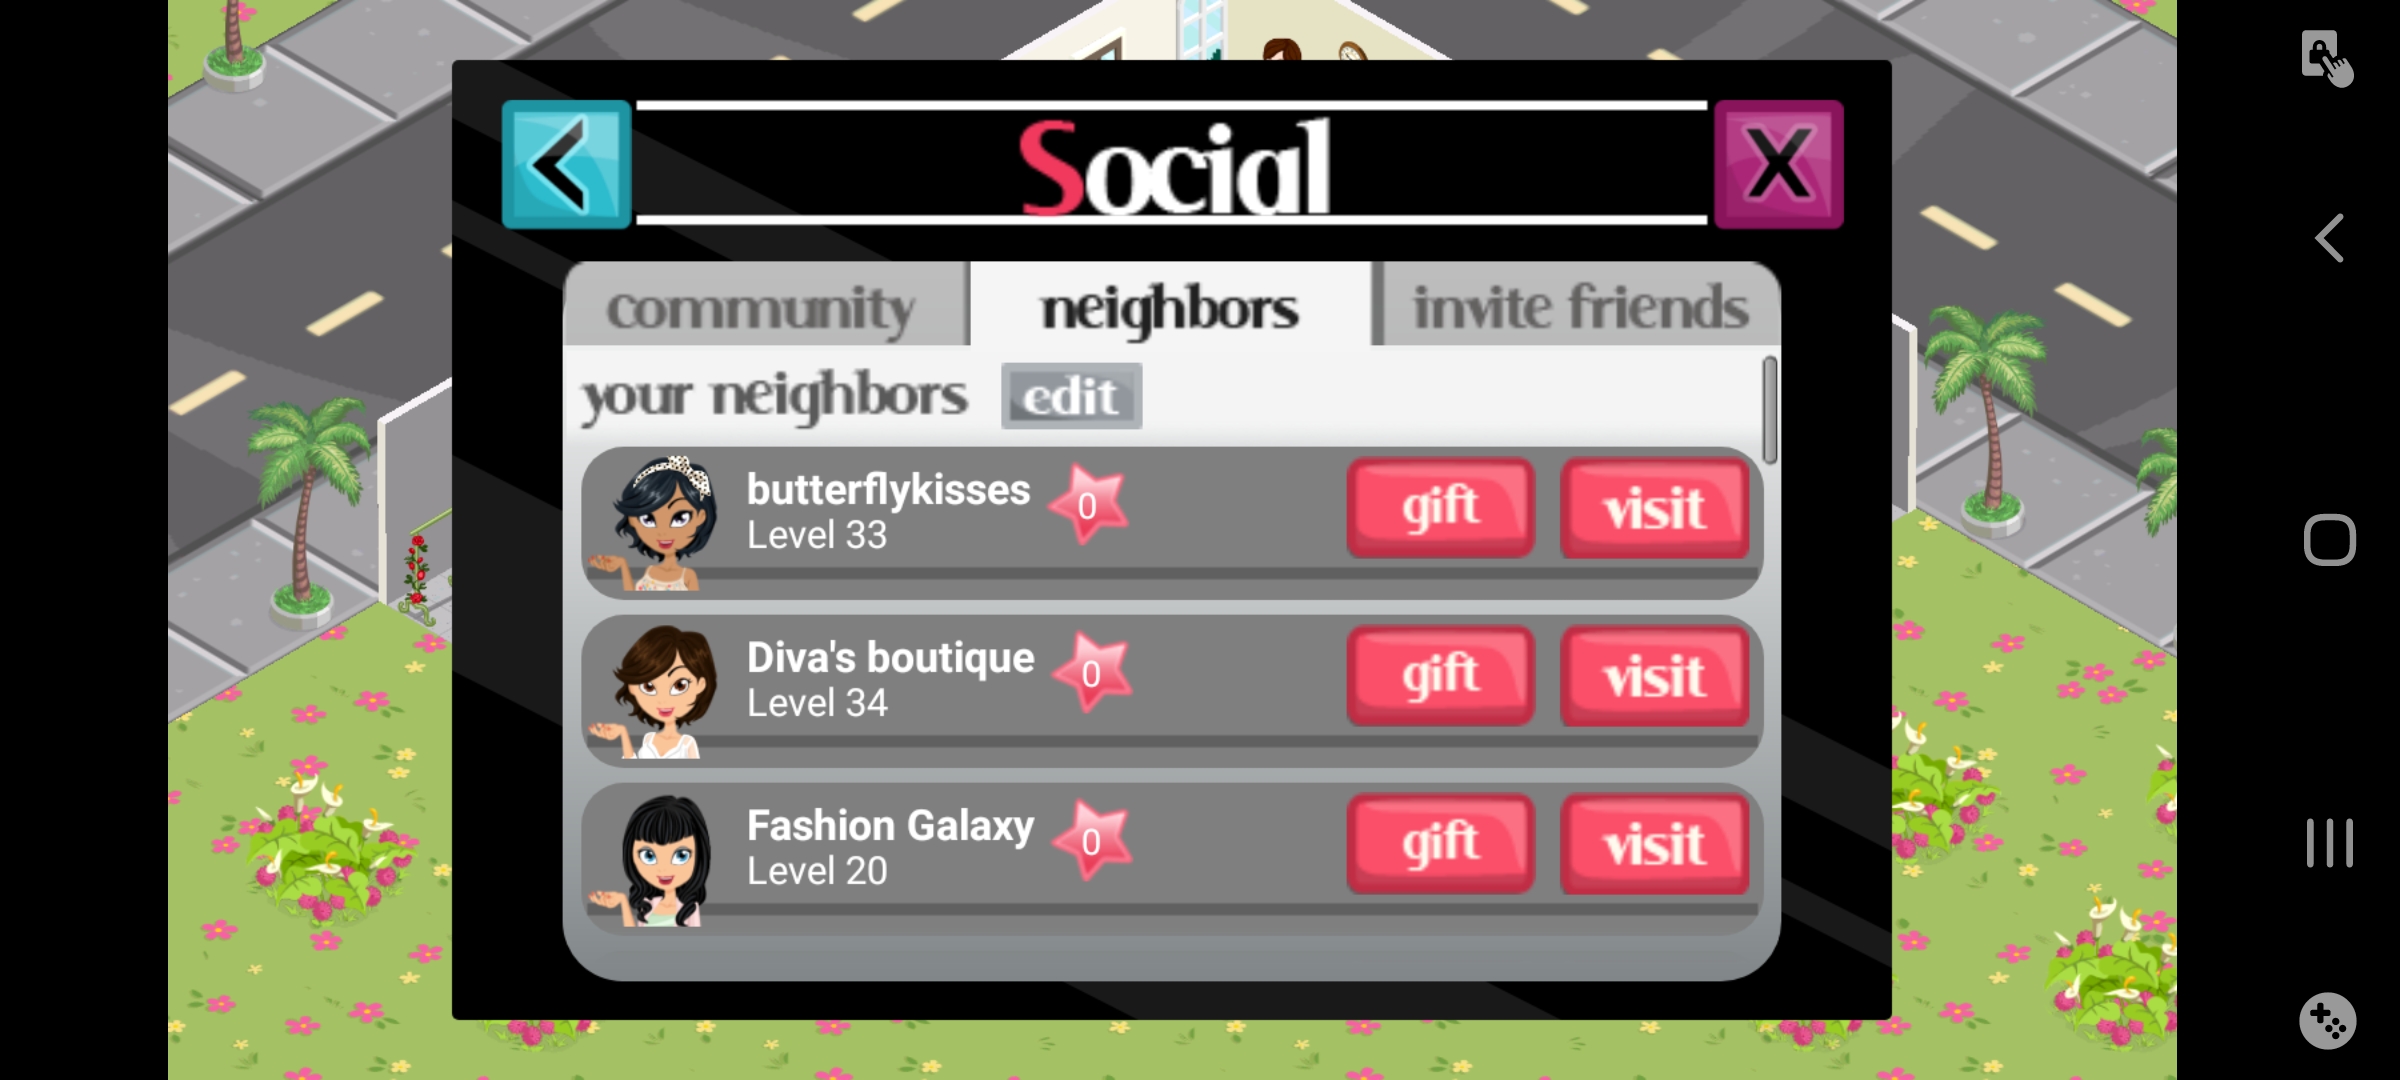 Social
community
neighbors
invite friends
your neighbors
edit
butterflykisses
0
Level 33
gift
visit
Diva's boutique
0
Level 34
gift
visit
Fashion Galaxy
0
Level 20
gift
visit